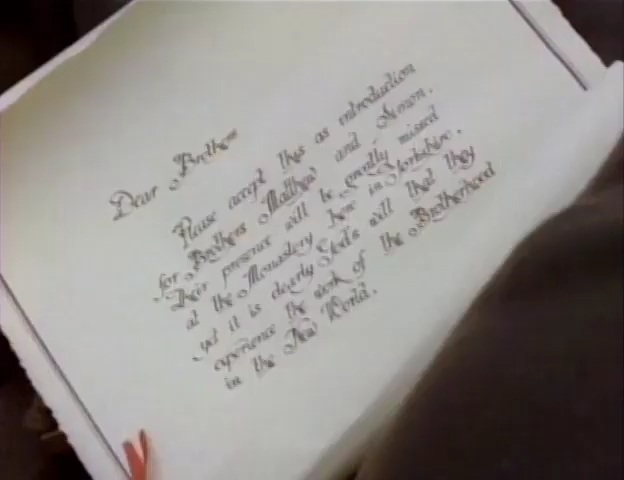 Dear Brothers
Please accept this as introduction
for Brothers Matthew and Simon.
Their presence will be greatly missed
at the Monastery here in Yorkshire,
yet it is clearly God's will that they
experience the work of the Brotherhood
in the New World.